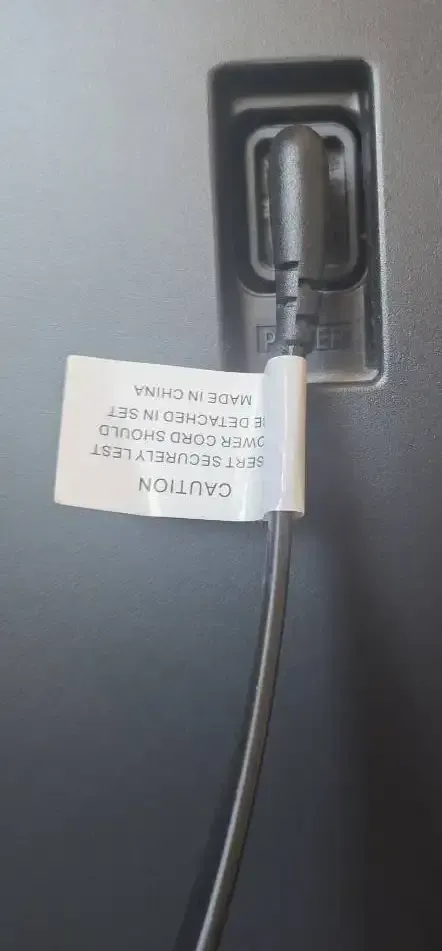 CAUTION
SERT SECURELY LEST
OWER CORD SHOULD
E DETACHED IN SET
MADE IN CHINA